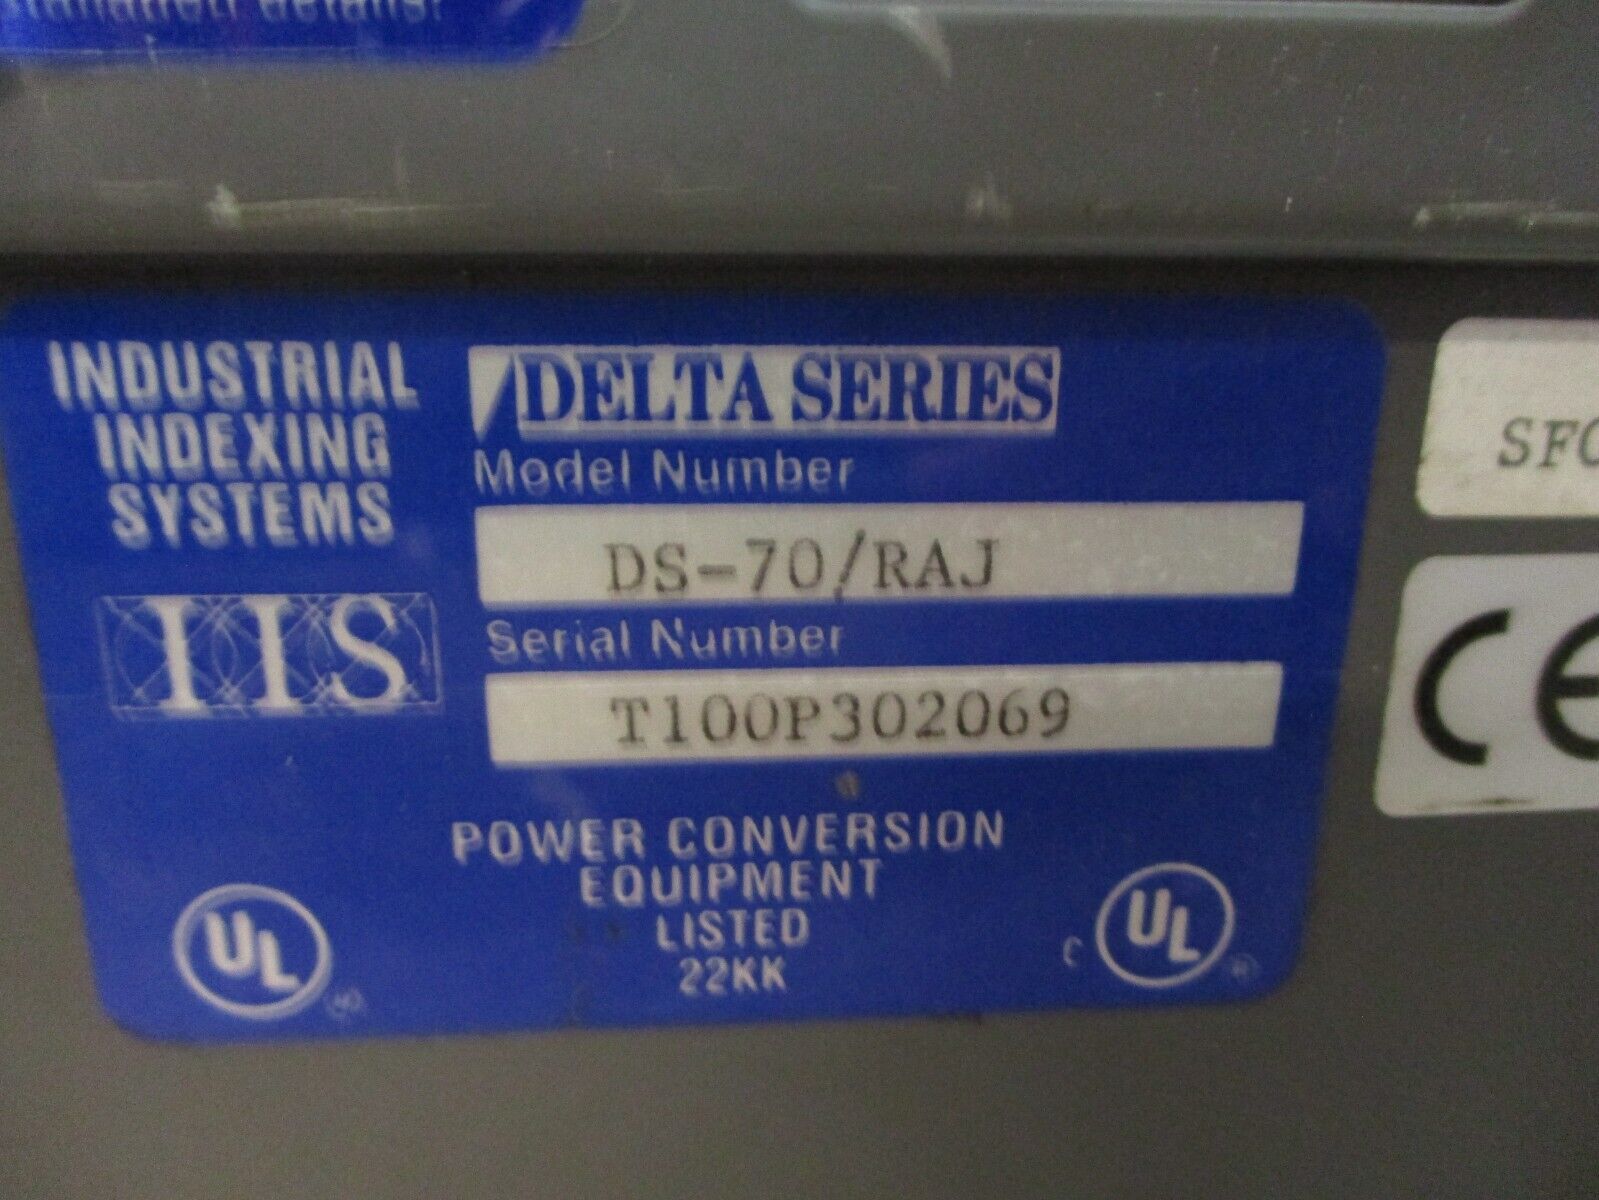 details.
INDUSTRIAL
INDEXING
SYSTEMS
IIS
DELTA SERIES
Model Number
DS-70/RAJ
Serial Number
T100P302069
POWER CONVERSION
EQUIPMENT
LISTED
22KK
UL
C UL ®
SFC
CE